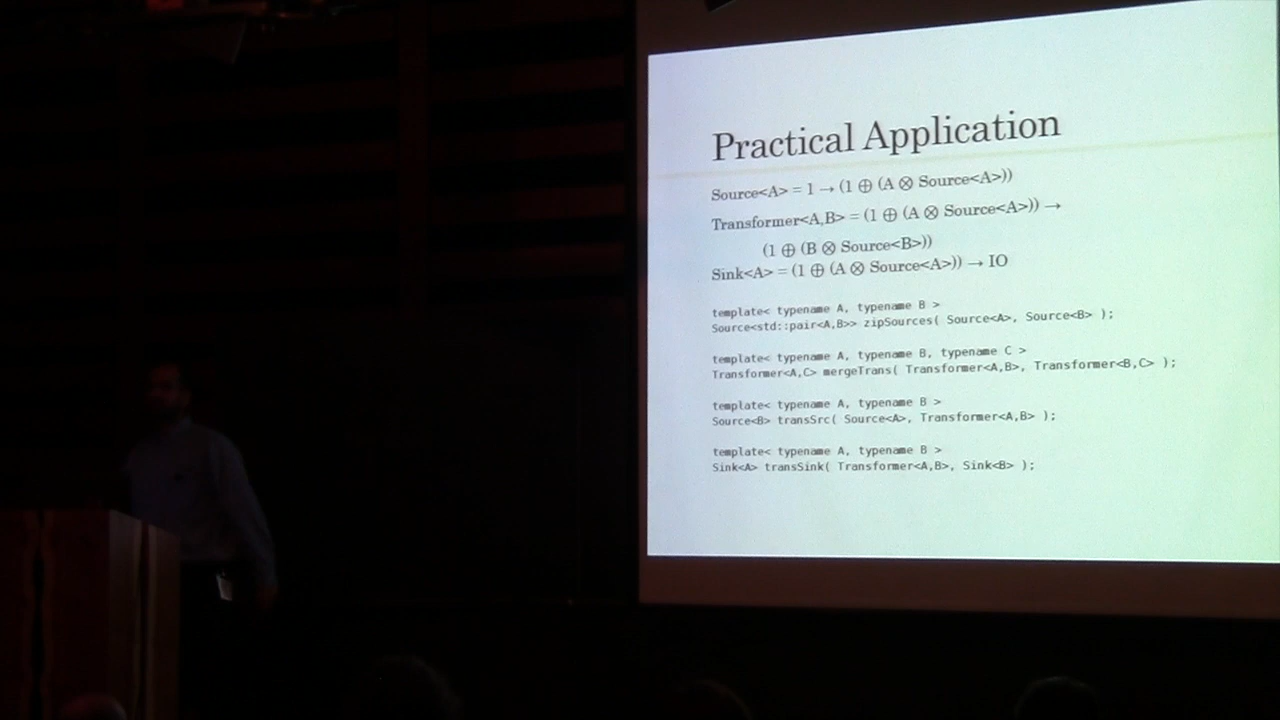 Practical Application
Source<A> = 1 → (1 ⊕ (A ⊗ Source<A>))
Transformer<A,B> = (1 ⊕ (A ⊗ Source<A>)) →
(1 ⊕ (B ⊗ Source<B>))
Sink<A> = (1 ⊕ (A ⊗ Source<A>)) → IO
template< typename A, typename B >
Source<std::pair<A,B>> zipSources( Source<A>, Source<B> );
template< typename A, typename B, typename C >
Transformer<A,C> mergeTrans( Transformer<A,B>, Transformer<B,C> );
template< typename A, typename B >
Source<B> transSrc( Source<A>, Transformer<A,B> );
template< typename A, typename B >
Sink<A> transSink( Transformer<A,B>, Sink<B> );